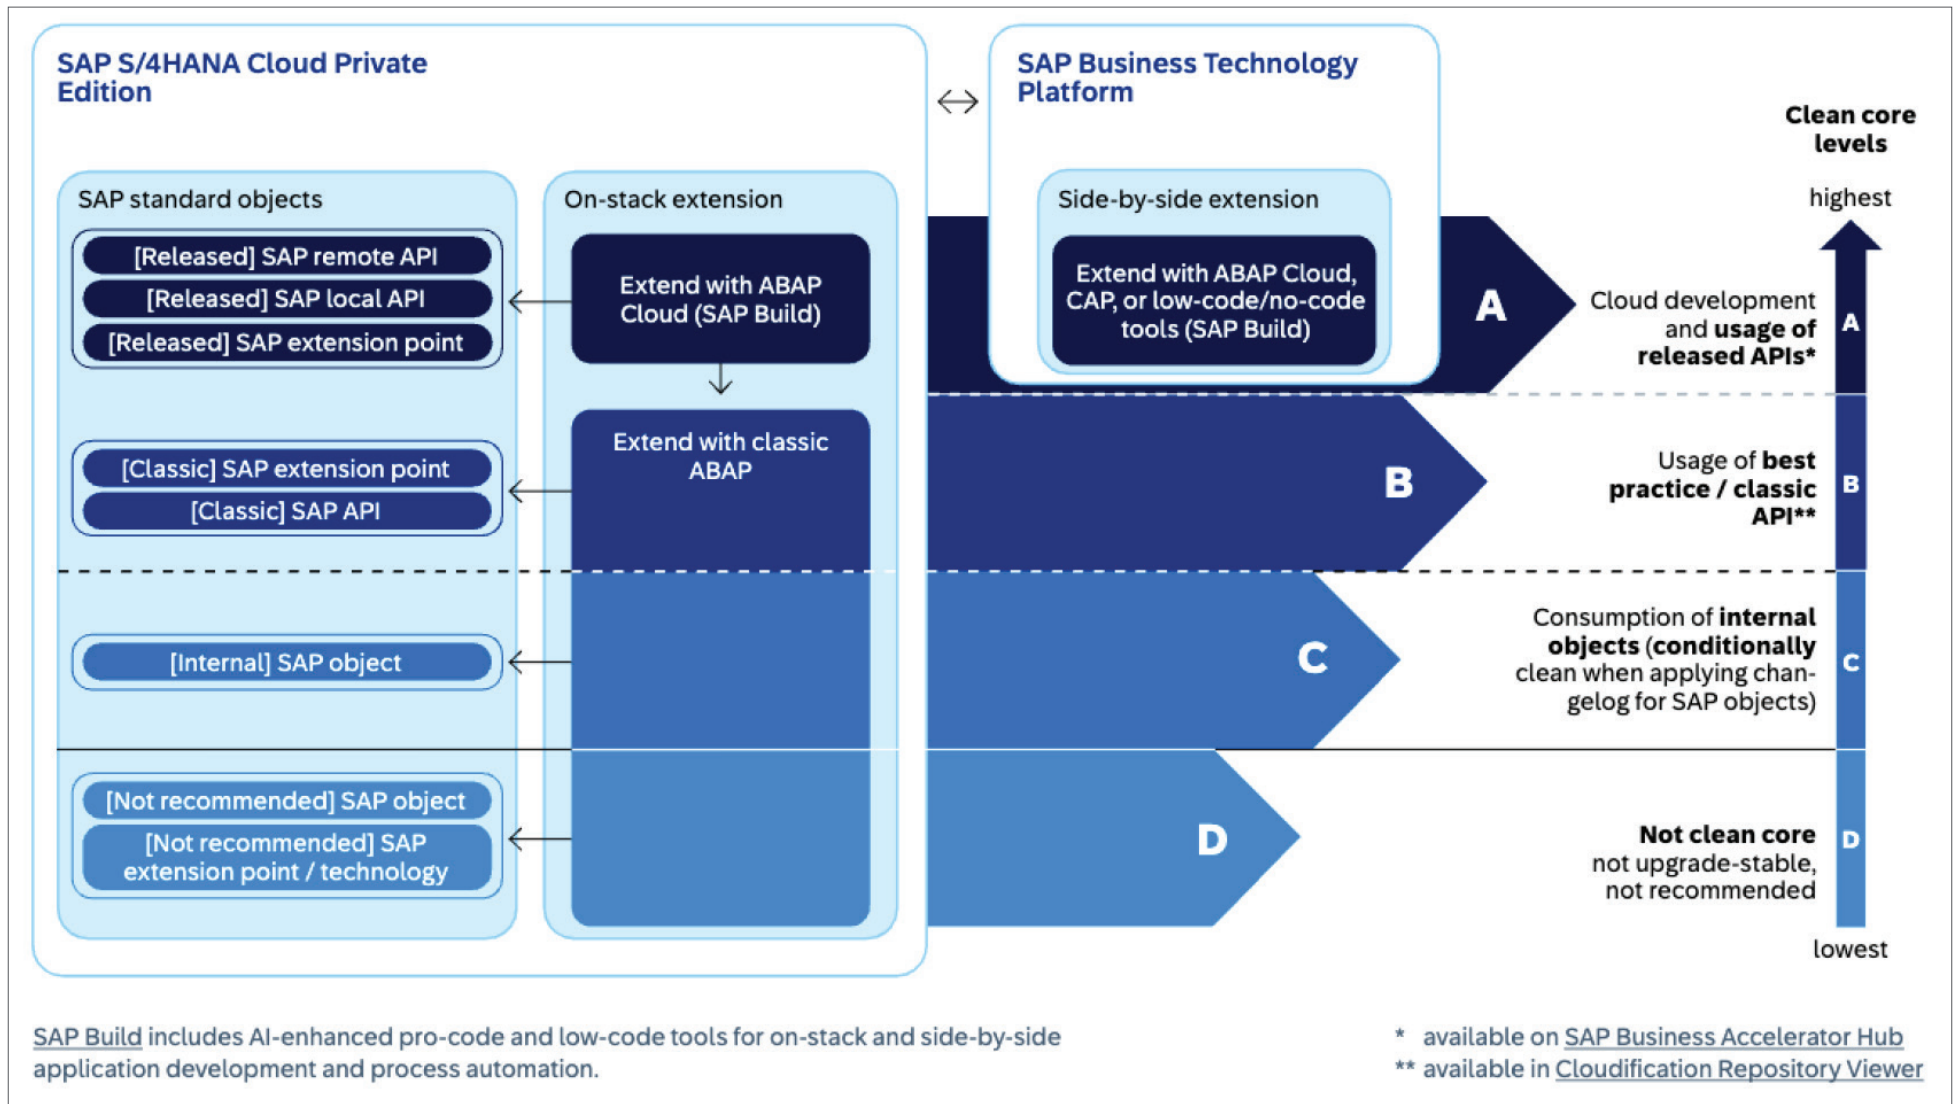 SAP S/4HANA Cloud Private
Edition
SAP Business Technology
Platform
Clean core
levels
highest
SAP standard objects
[Released] SAP remote API
[Released] SAP local API
[Released] SAP extension point
On-stack extension
Extend with ABAP
Cloud (SAP Build)
Side-by-side extension
Extend with ABAP Cloud,
CAP, or low-code/no-code
tools (SAP Build)
A
Cloud development
and usage of
released APIs*
A
[Classic] SAP extension point
[Classic] SAP API
Extend with classic
ABAP
B
Usage of best
practice / classic
API**
B
[Internal] SAP object
C
Consumption of internal
objects (conditionally
clean when applying chan-
gelog for SAP objects)
C
[Not recommended] SAP object
[Not recommended] SAP
extension point / technology
D
Not clean core
not upgrade-stable,
not recommended
D
lowest
SAP Build includes AI-enhanced pro-code and low-code tools for on-stack and side-by-side
application development and process automation.
* available on SAP Business Accelerator Hub
** available in Cloudification Repository Viewer